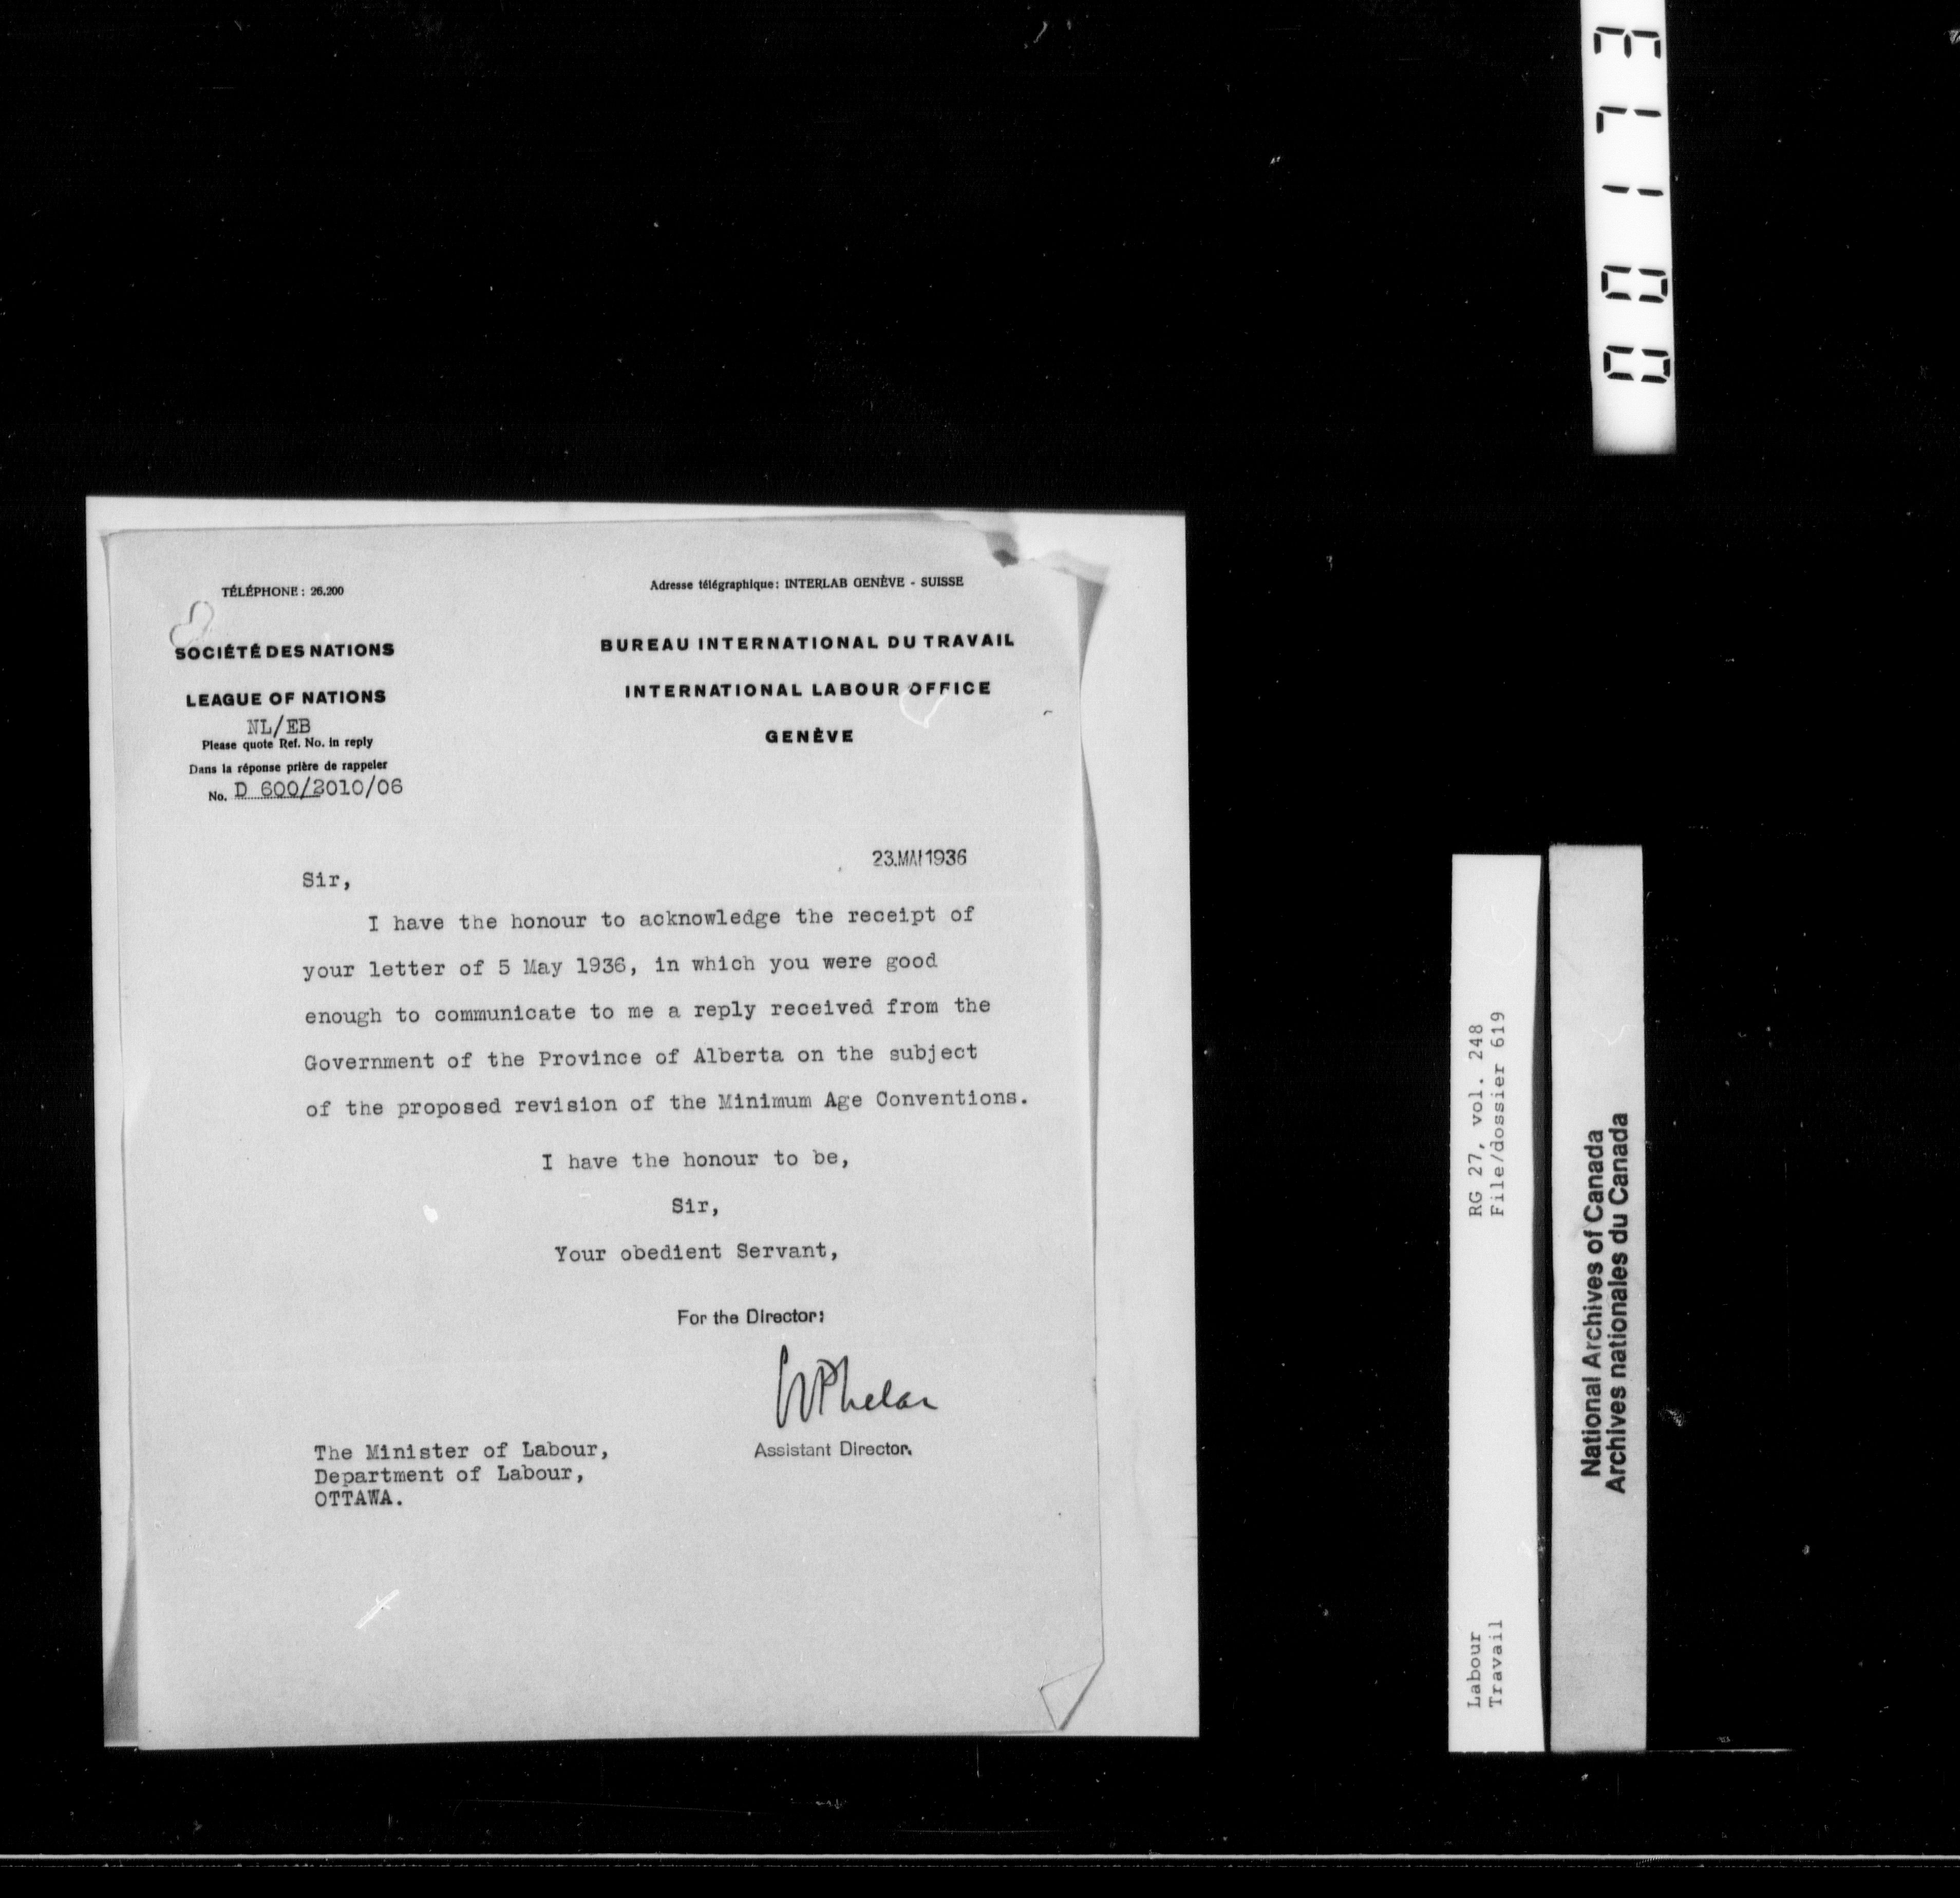 TÉLÉPHONE : 26.200
Adresse télégraphique: INTERLAB GENÈVE - SUISSE
SOCIÉTÉ DES NATIONS
LEAGUE OF NATIONS
BUREAU INTERNATIONAL DU TRAVAIL
INTERNATIONAL LABOUR OFFICE
GENÈVE
NL/EB
Please quote Ref. No. in reply
Dans la réponse prière de rappeler
No. D 600/2010/06
23.MAI 1936
Sir,
I have the honour to acknowledge the receipt of
your letter of 5 May 1936, in which you were good
enough to communicate to me a reply received from the
Government of the Province of Alberta on the subject
of the proposed revision of the Minimum Age Conventions.
I have the honour to be,
Sir,
Your obedient Servant,
For the Director:
Phelan
Assistant Director.
The Minister of Labour,
Department of Labour,
OTTAWA.
Labour
Travail
RG 27, vol. 248
File/dossier 619
National Archives of Canada
Archives nationales du Canada